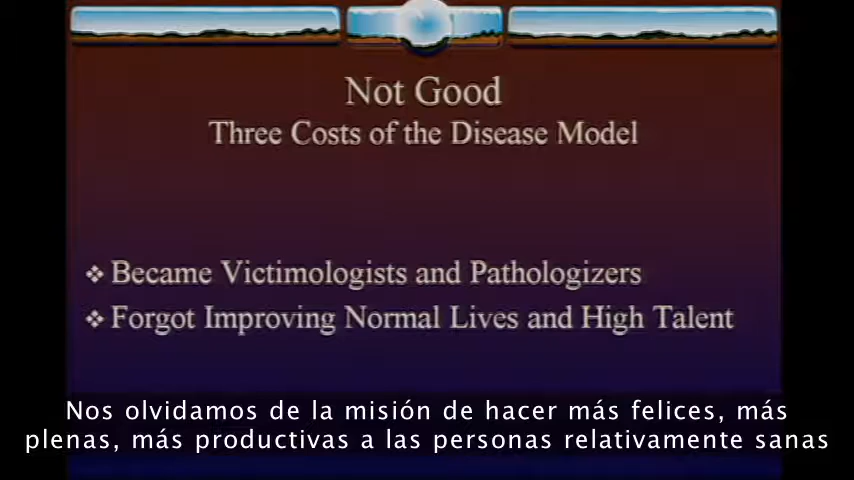 Not Good
Three Costs of the Disease Model
❖ Became Victimologists and Pathologizers
❖ Forgot Improving Normal Lives and High Talent
Nos olvidamos de la misión de hacer más felices, más
plenas, más productivas a las personas relativamente sanas